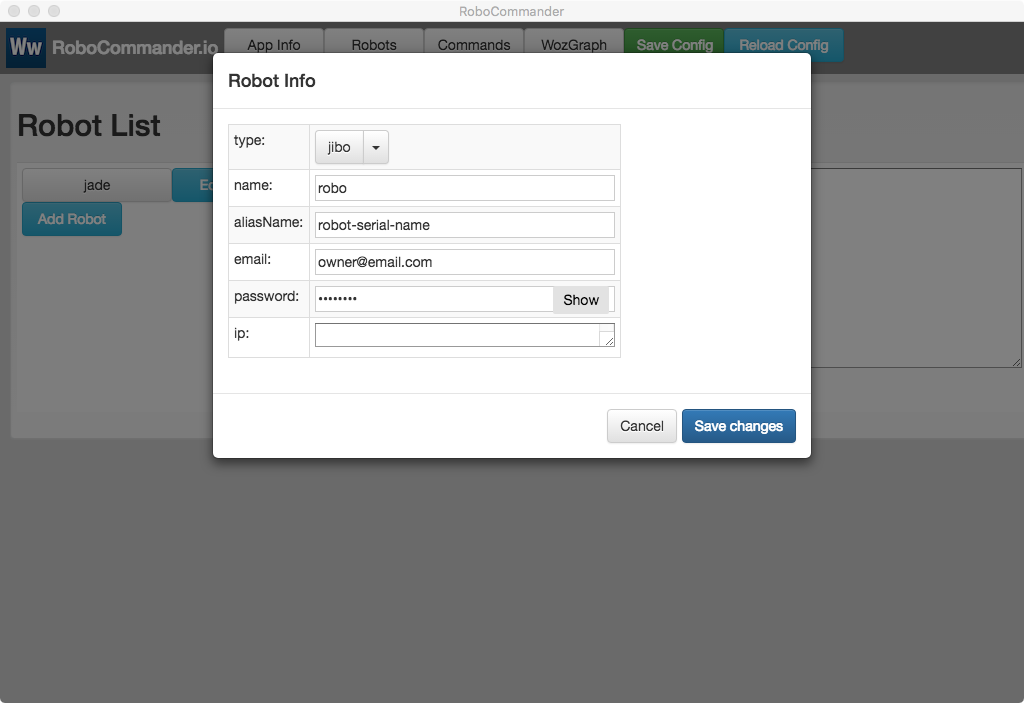 RoboCommander
Ww RoboCommander.io App Info Robots Commands WozGraph Save Config Reload Config
Robot Info
Robot List
type: jibo
jade
name: robo
Add Robot
aliasName: robot-serial-name
email: owner@email.com
password: •••••••• Show
ip:
Cancel Save changes